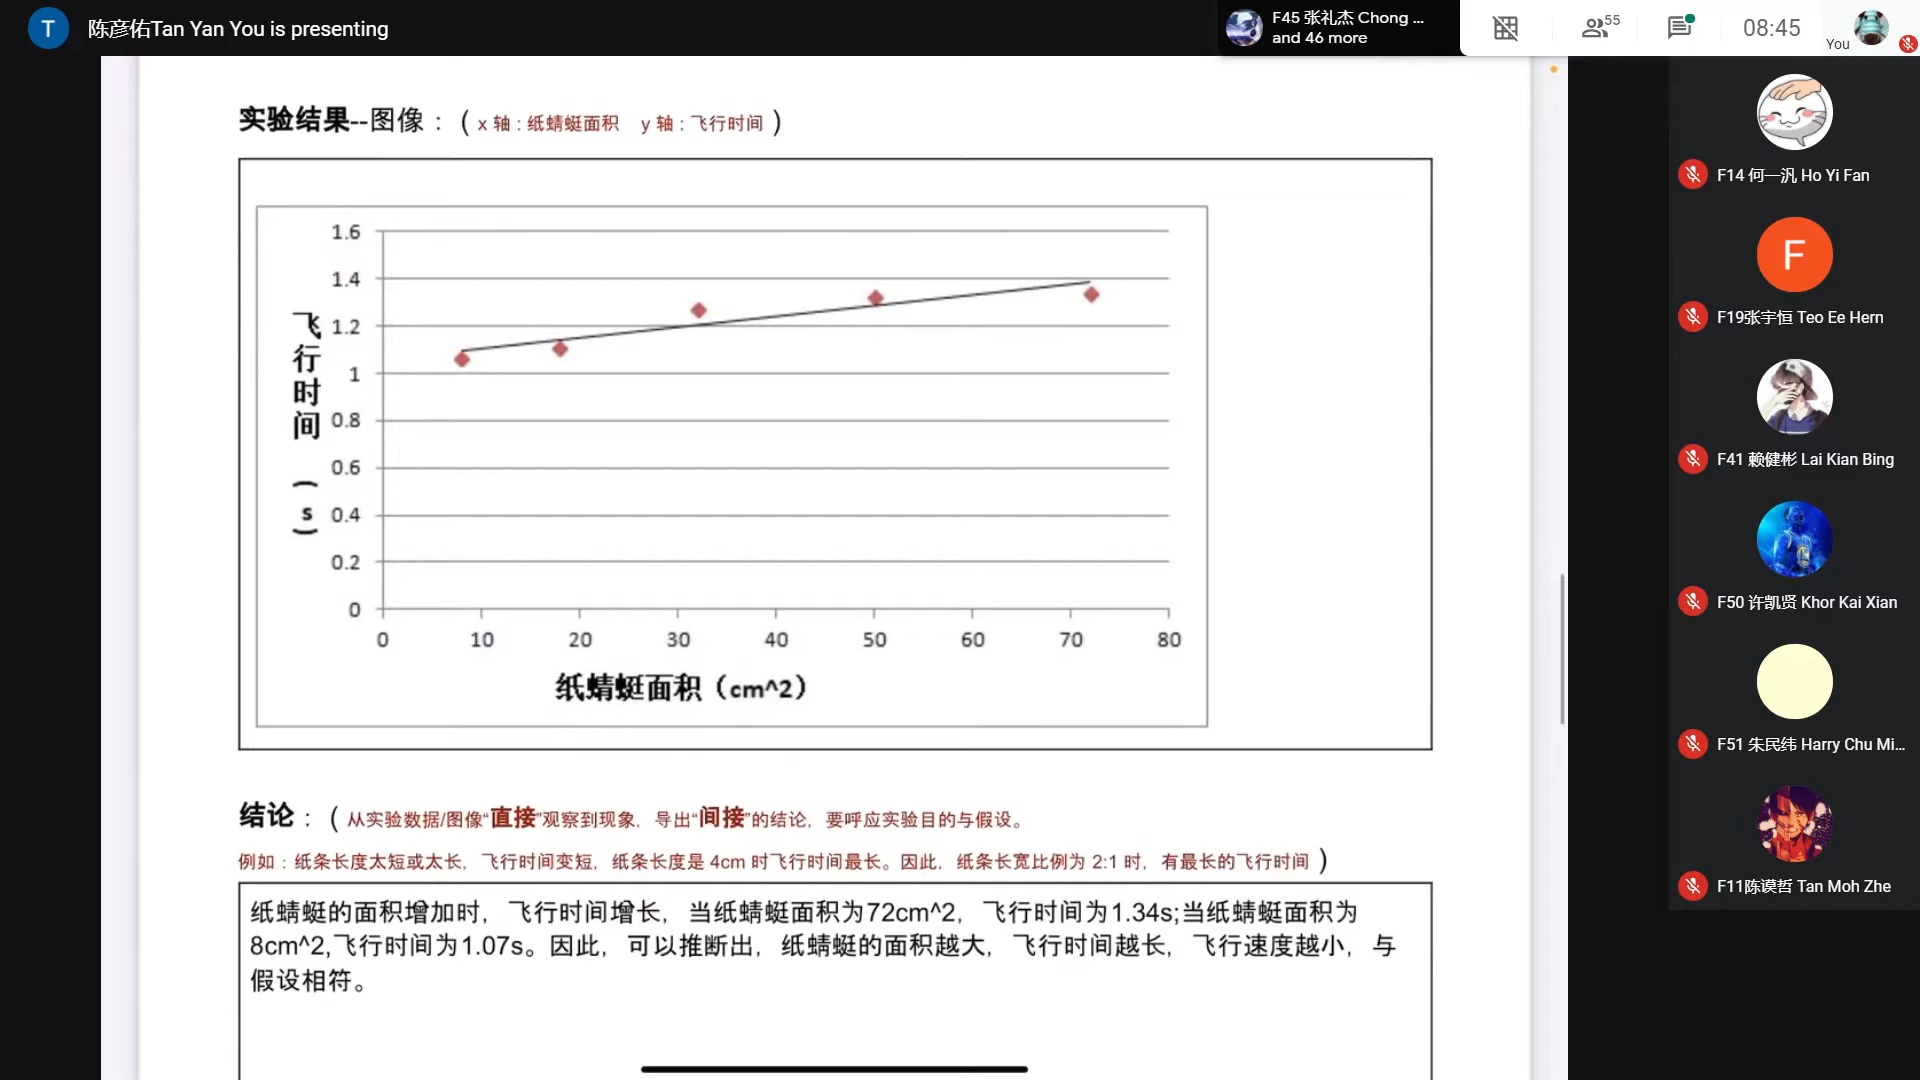 T 陈彦佑Tan Yan You is presenting
F45 张礼杰 Chong ...
and 46 more
55
08:45
You
实验结果--图像：（ x 轴 : 纸蜻蜓面积 y 轴 : 飞行时间 ）
1.6
1.4
1.2
1
0.8
0.6
0.4
0.2
0
飞行时间 (s)
0 10 20 30 40 50 60 70 80
纸蜻蜓面积（cm^2）
结论：（ 从实验数据/图像“直接”观察到现象，导出“间接”的结论，要呼应实验目的与假设。
例如：纸条长度太短或太长，飞行时间变短，纸条长度是 4cm 时飞行时间最长。因此，纸条长宽比例为 2:1 时，有最长的飞行时间 ）
纸蜻蜓的面积增加时，飞行时间增长，当纸蜻蜓面积为72cm^2，飞行时间为1.34s;当纸蜻蜓面积为
8cm^2,飞行时间为1.07s。因此，可以推断出，纸蜻蜓的面积越大，飞行时间越长，飞行速度越小，与
假设相符。
F14 何一汎 Ho Yi Fan
F
F19张宇恒 Teo Ee Hern
F41 赖健彬 Lai Kian Bing
F50 许凯贤 Khor Kai Xian
F51 朱民纬 Harry Chu Mi...
F11陈谟哲 Tan Moh Zhe